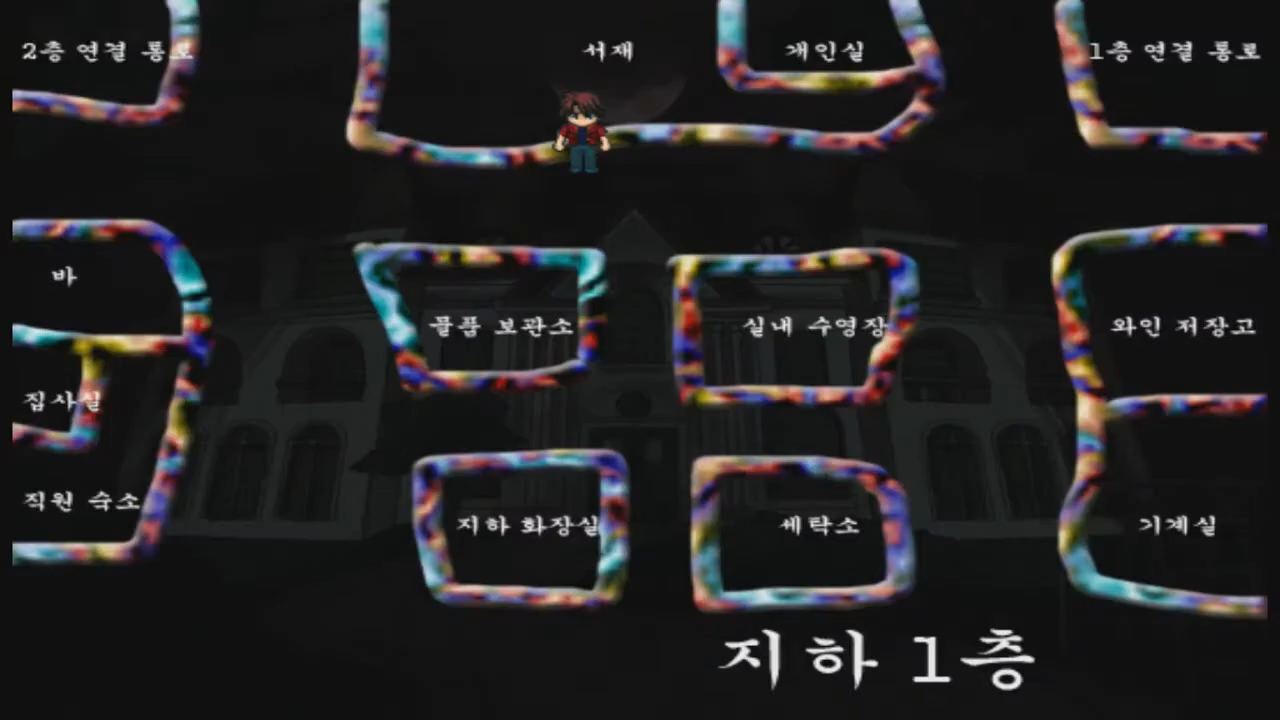 2층 연결 통로
서재
개인실
1층 연결 통로
바
물품 보관소
실내 수영장
와인 저장고
집사실
직원 숙소
지하 화장실
세탁소
기계실
지하 1층